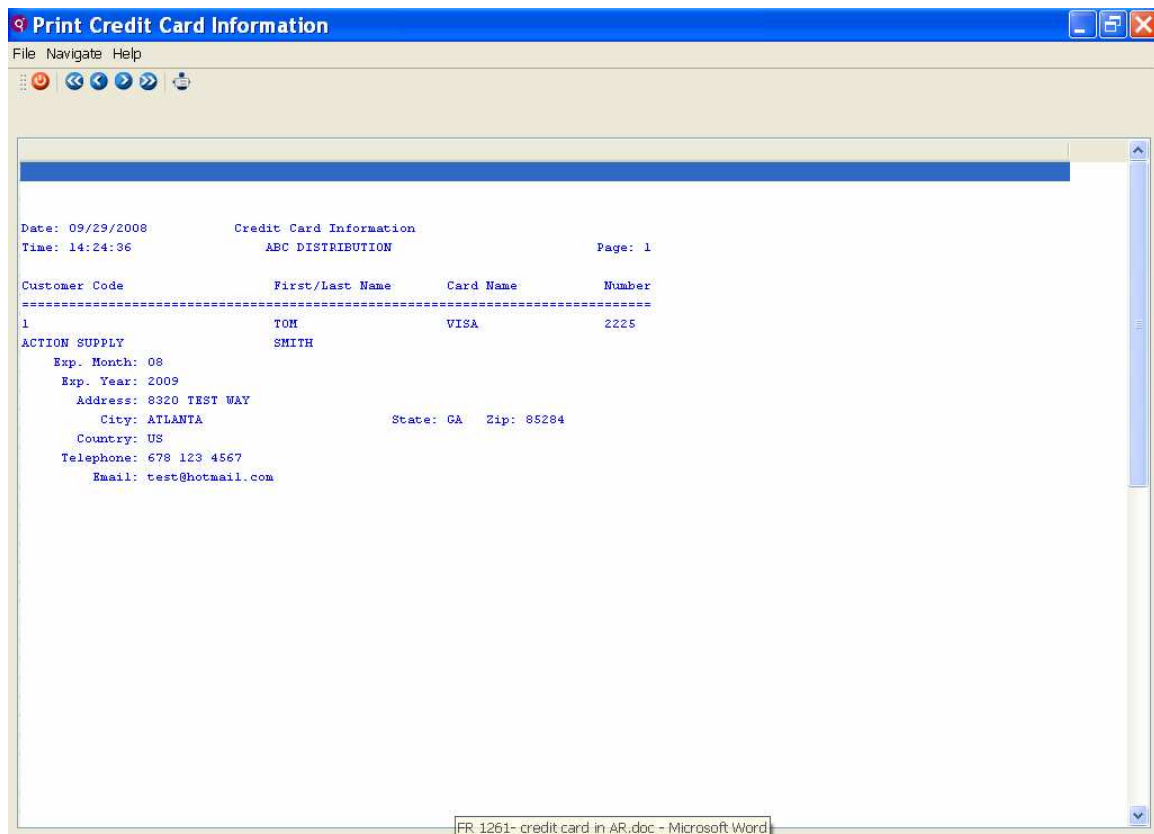 Print Credit Card Information
File Navigate Help
Date: 09/29/2008 Credit Card Information
Time: 14:24:36 ABC DISTRIBUTION Page: 1
Customer Code First/Last Name Card Name Number
================================================================================
1 TOM VISA 2225
ACTION SUPPLY SMITH
Exp. Month: 08
Exp. Year: 2009
Address: 8320 TEST WAY
City: ATLANTA State: GA Zip: 85284
Country: US
Telephone: 678 123 4567
Email: test@hotmail.com
FR 1261- credit card in AR.doc - Microsoft Word